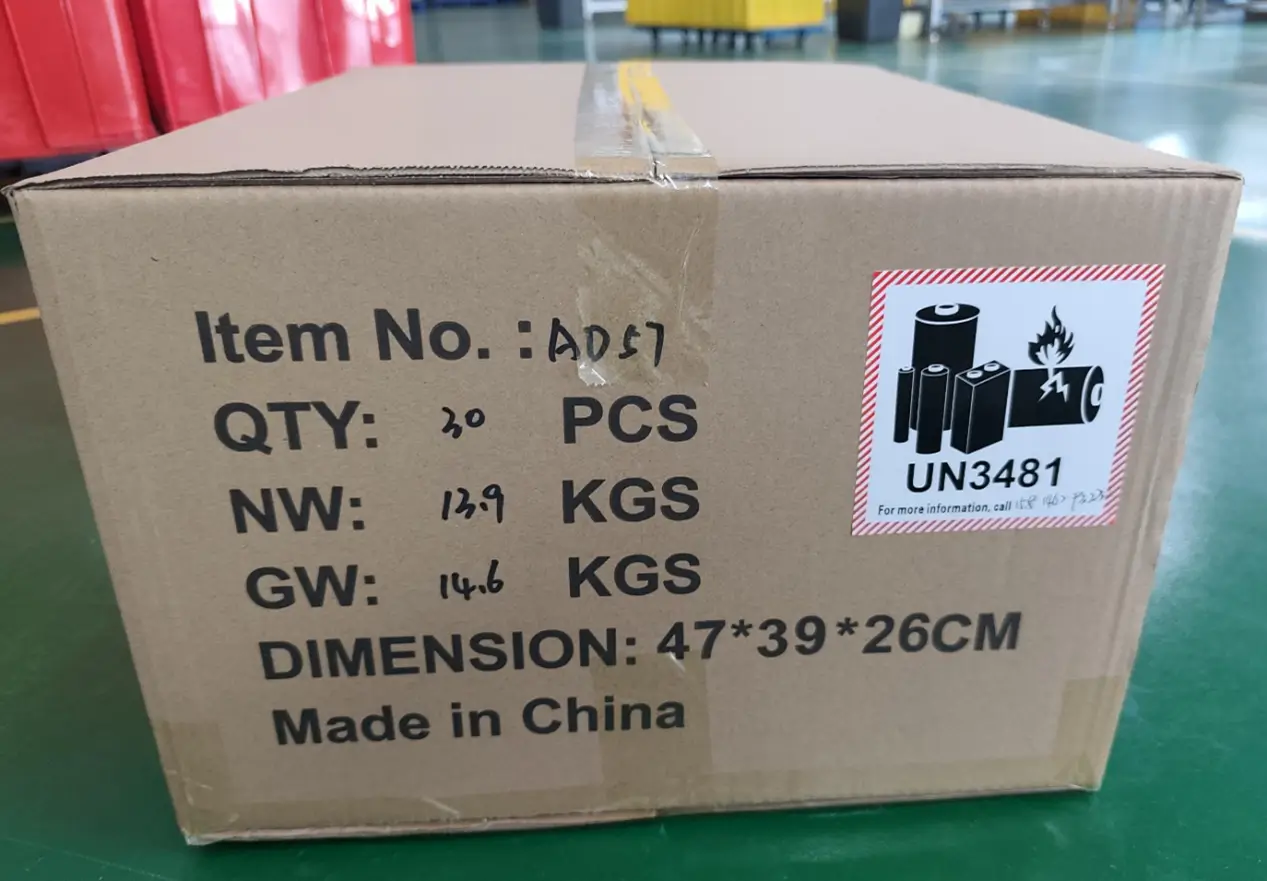 Item No. : AD57
QTY: 30 PCS
NW: 13.9 KGS
GW: 14.6 KGS
DIMENSION: 47*39*26CM
Made in China
UN3481
For more information, call